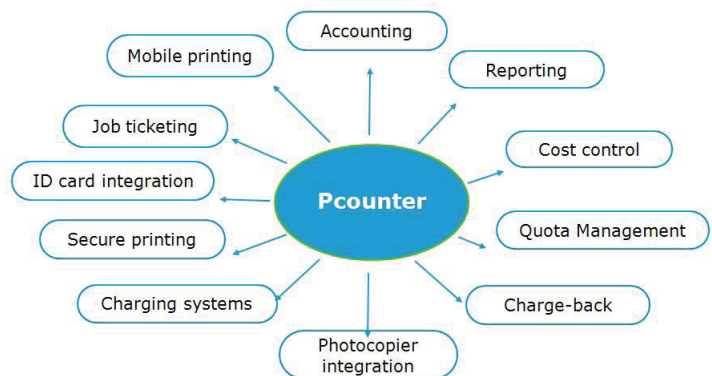 Accounting
Mobile printing
Reporting
Job ticketing
Cost control
ID card integration
Pcounter
Secure printing
Quota Management
Charging systems
Charge-back
Photocopier
integration